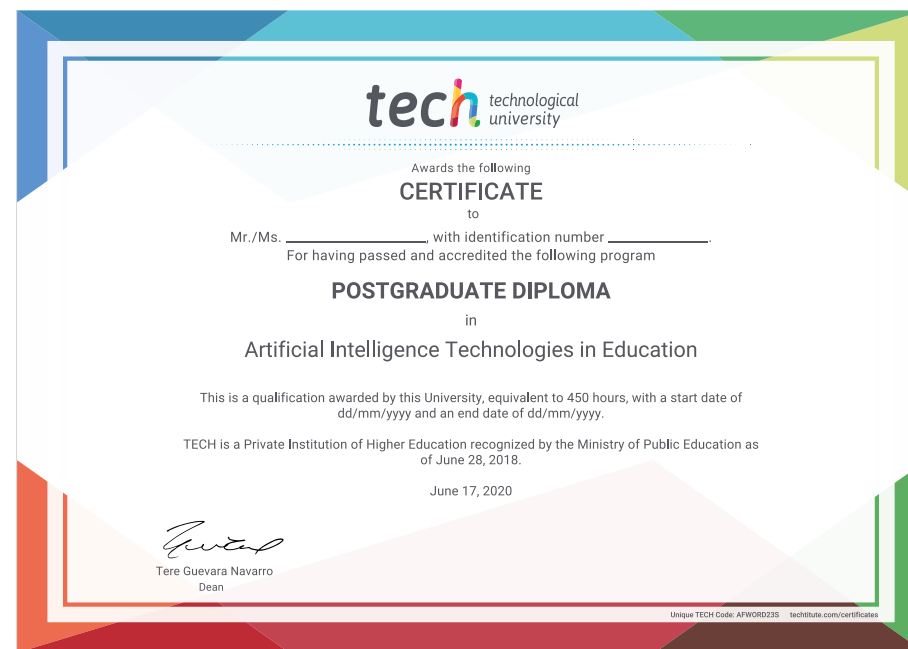 tech technological
university
Awards the following
CERTIFICATE
to
Mr./Ms. ____________, with identification number ____________.
For having passed and accredited the following program
POSTGRADUATE DIPLOMA
in
Artificial Intelligence Technologies in Education
This is a qualification awarded by this University, equivalent to 450 hours, with a start date of
dd/mm/yyyy and an end date of dd/mm/yyyy.
TECH is a Private Institution of Higher Education recognized by the Ministry of Public Education as
of June 28, 2018.
June 17, 2020
Tere Guevara Navarro
Dean
Unique TECH Code: AFWORD23S techtitute.com/certificates